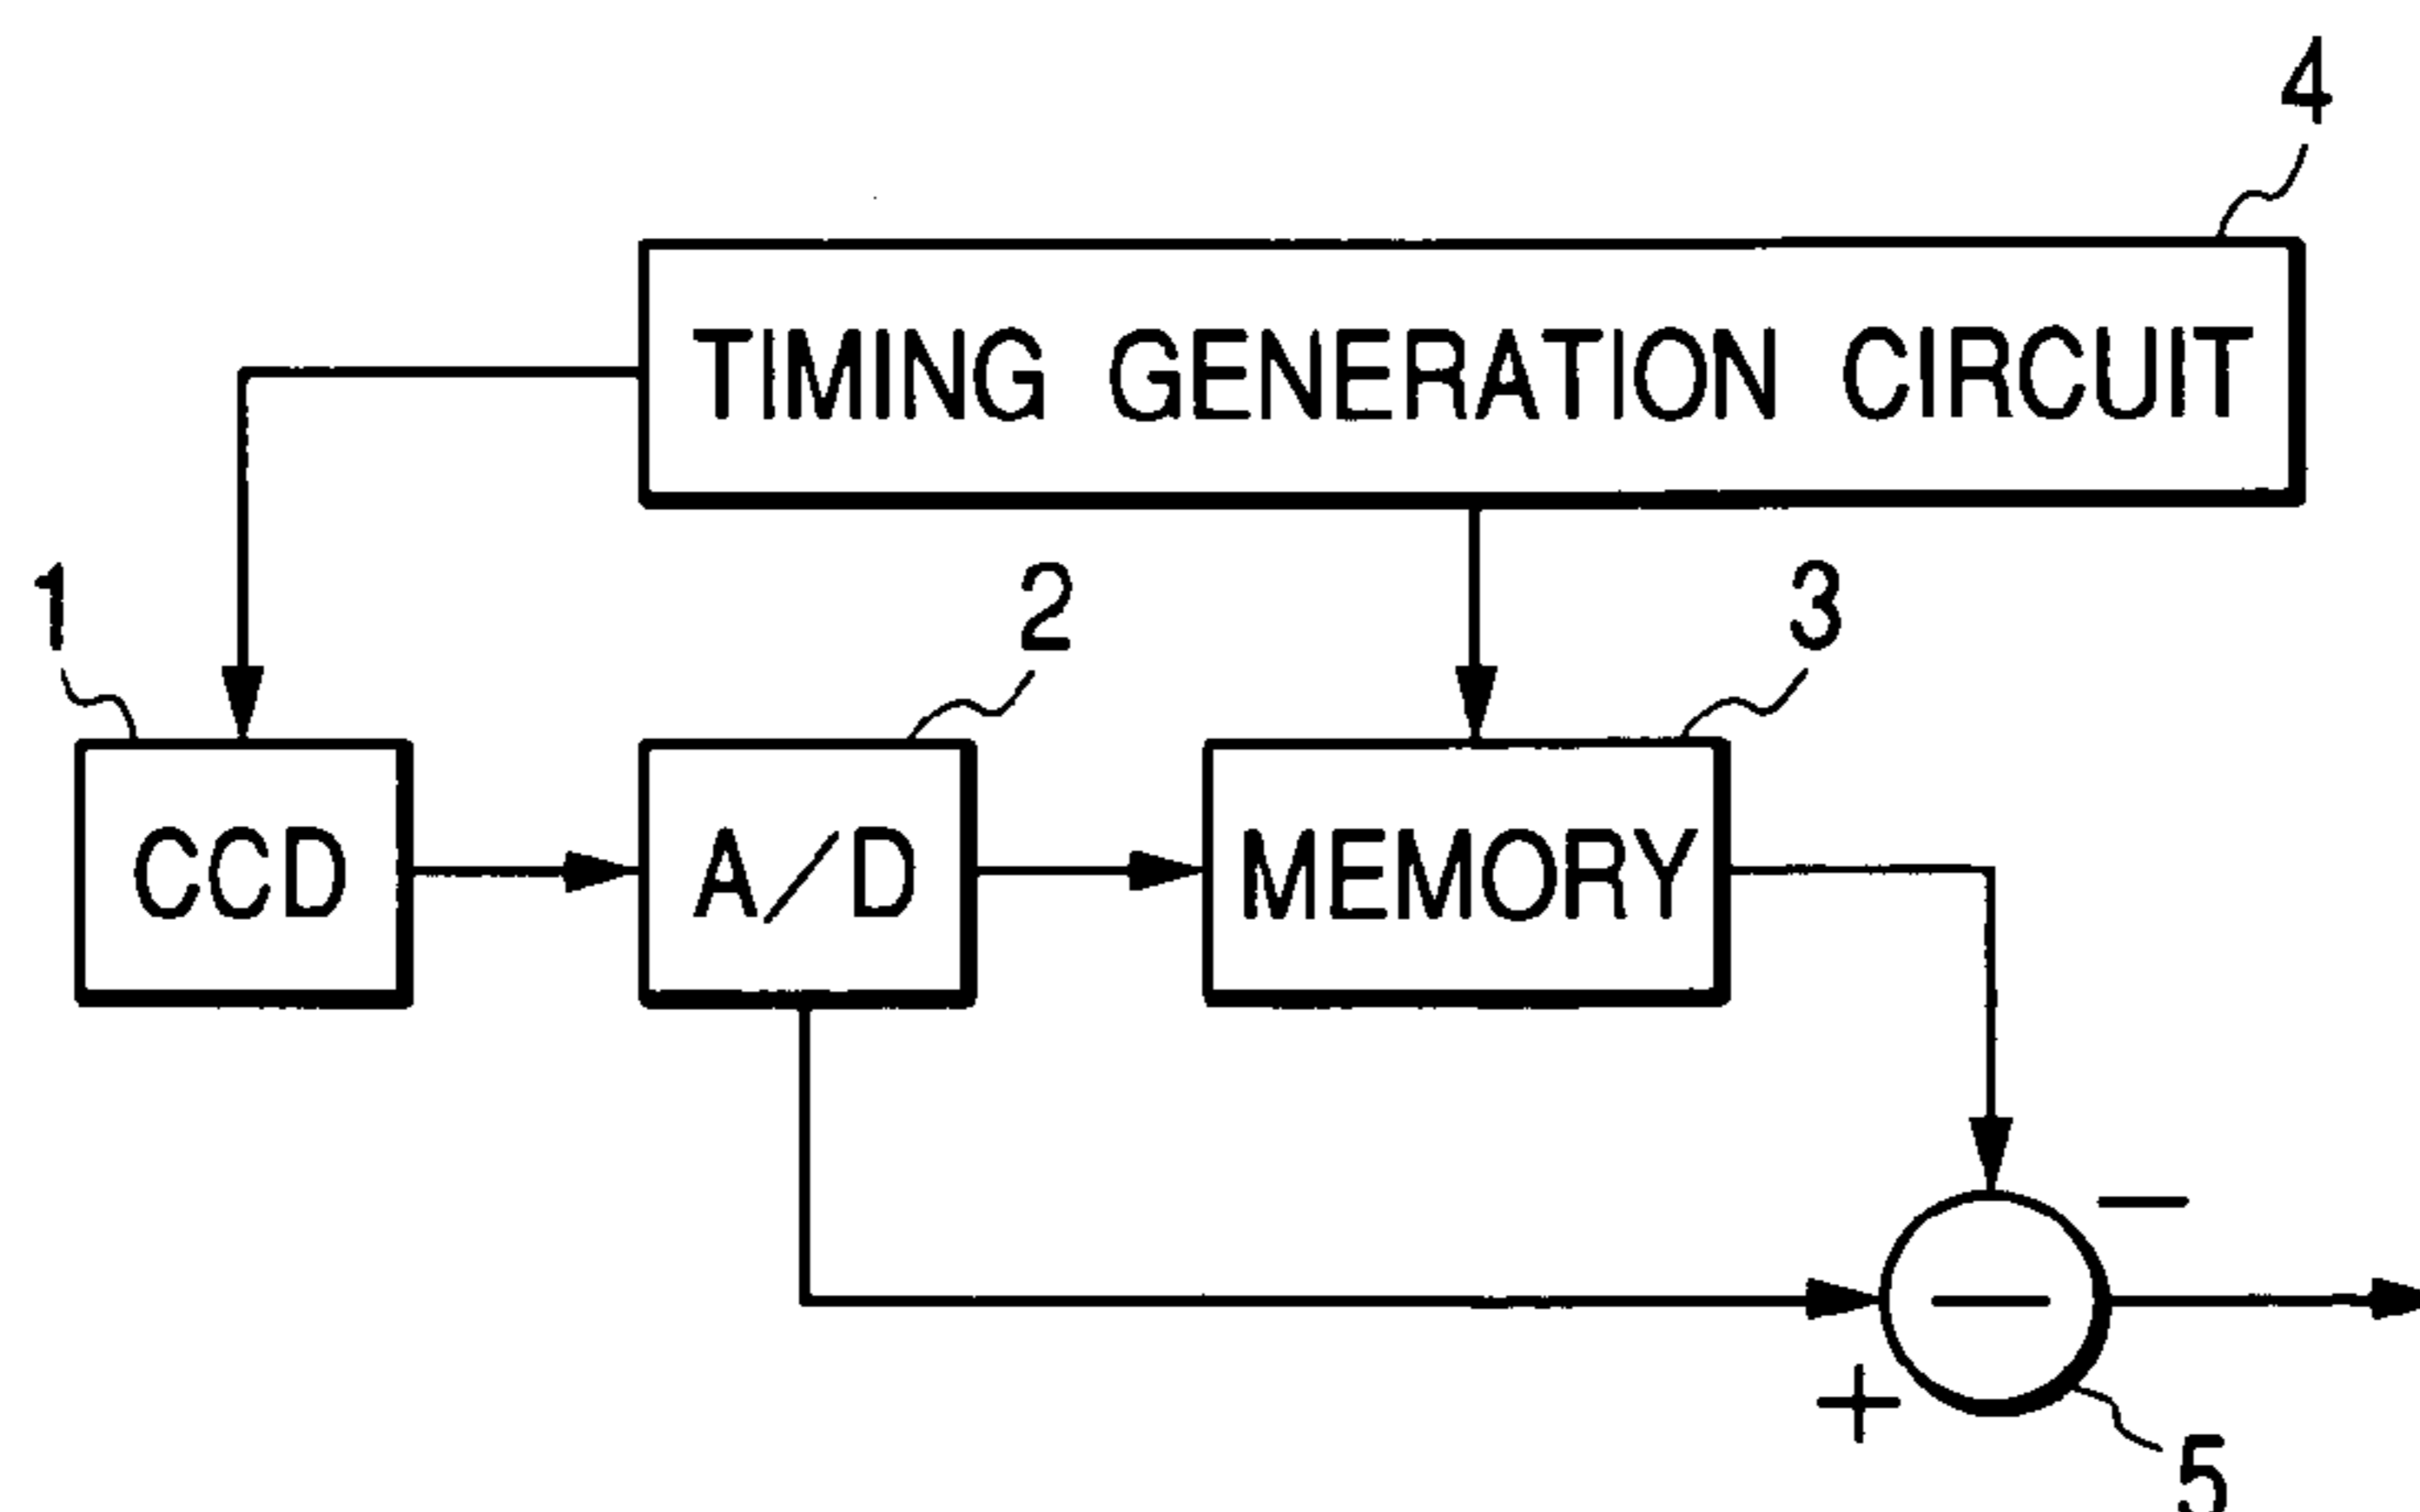 4
TIMING GENERATION CIRCUIT
1
2
3
CCD
A/D
MEMORY
−
−
+
5